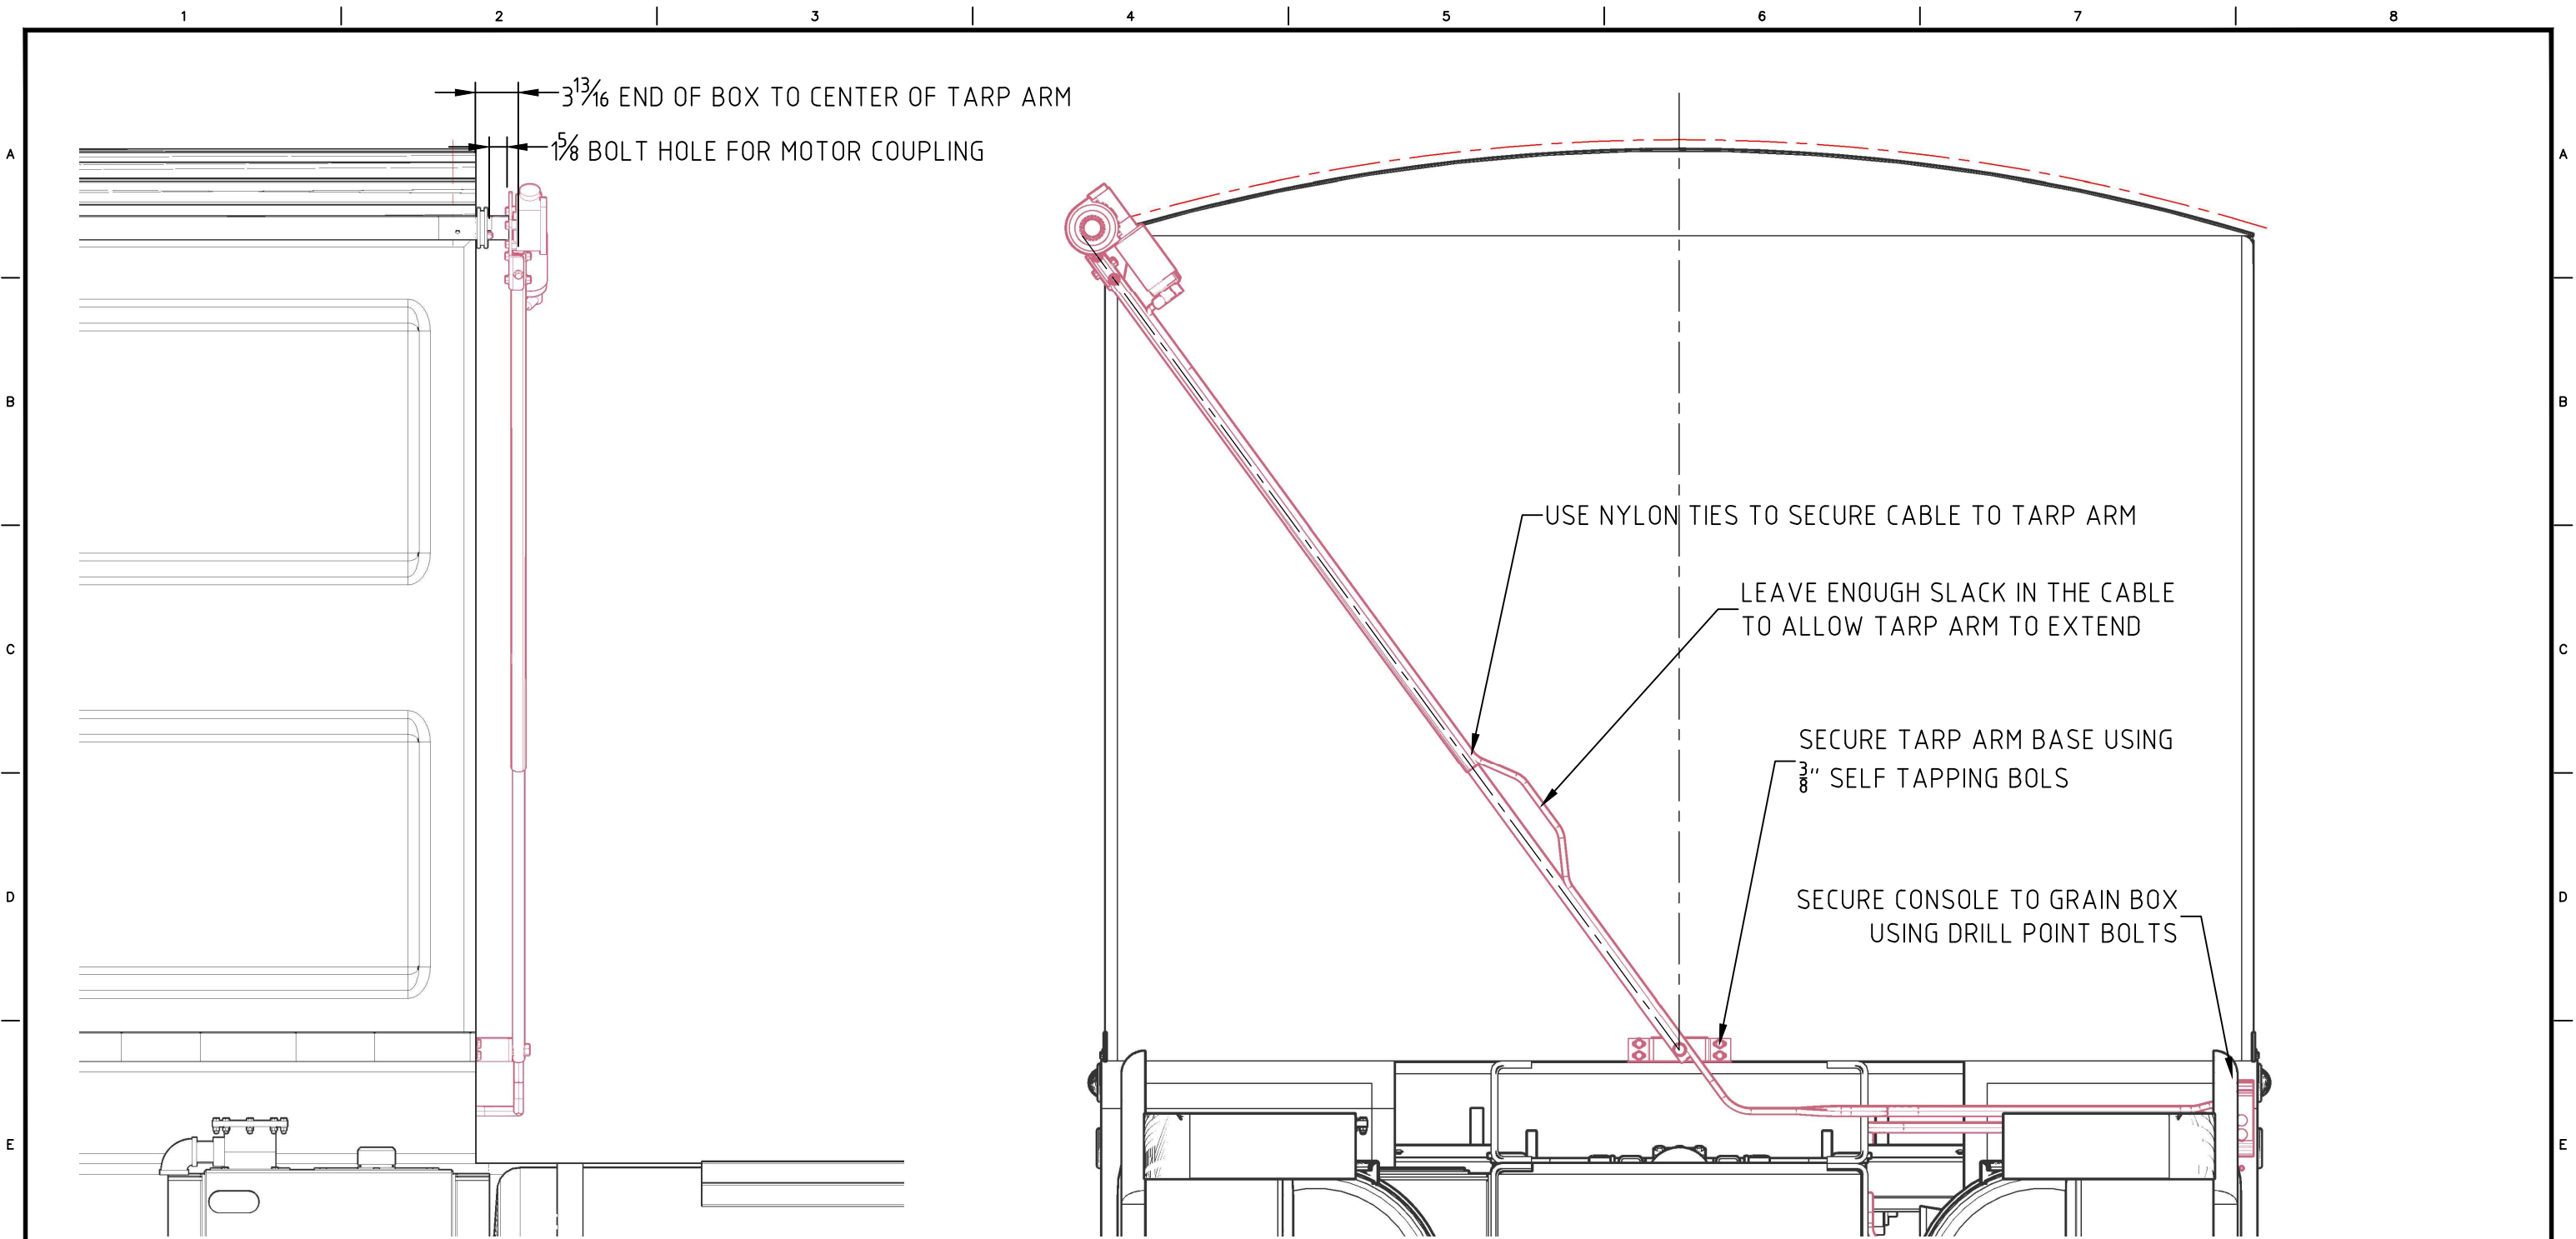 1 2 3 4 5 6 7 8
3 13/16 END OF BOX TO CENTER OF TARP ARM
1 5/8 BOLT HOLE FOR MOTOR COUPLING
A A
B B
USE NYLON TIES TO SECURE CABLE TO TARP ARM
LEAVE ENOUGH SLACK IN THE CABLE
TO ALLOW TARP ARM TO EXTEND
C C
SECURE TARP ARM BASE USING
3/8" SELF TAPPING BOLS
SECURE CONSOLE TO GRAIN BOX
USING DRILL POINT BOLTS
D D
E E